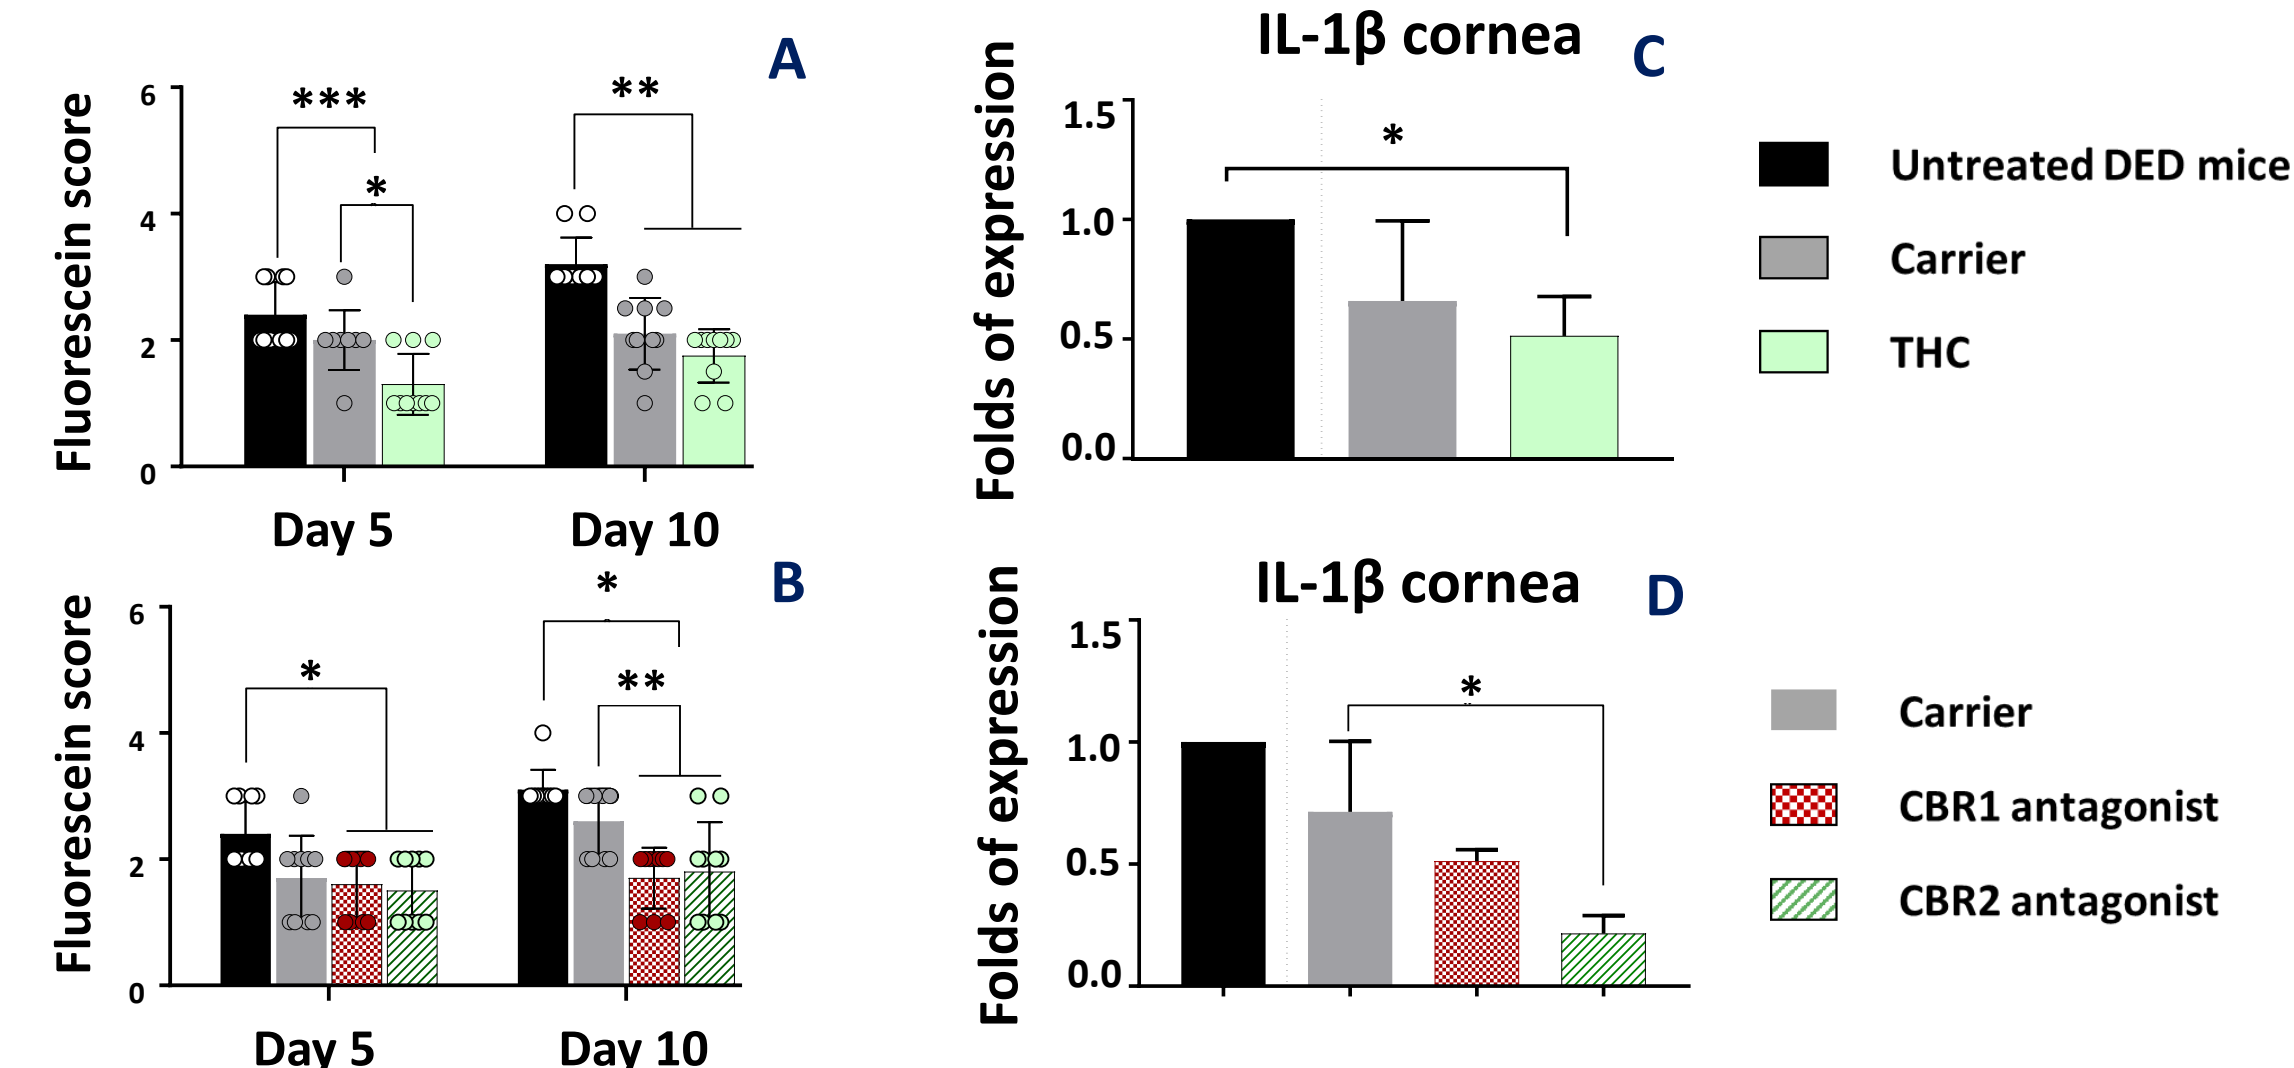 A
Fluorescein score
6
4
2
0
***
*
**
Day 5
Day 10
IL-1β cornea
C
Folds of expression
1.5
1.0
0.5
0.0
*
Untreated DED mice
Carrier
THC
B
Fluorescein score
6
4
2
0
*
*
**
Day 5
Day 10
IL-1β cornea
D
Folds of expression
1.5
1.0
0.5
0.0
*
Carrier
CBR1 antagonist
CBR2 antagonist